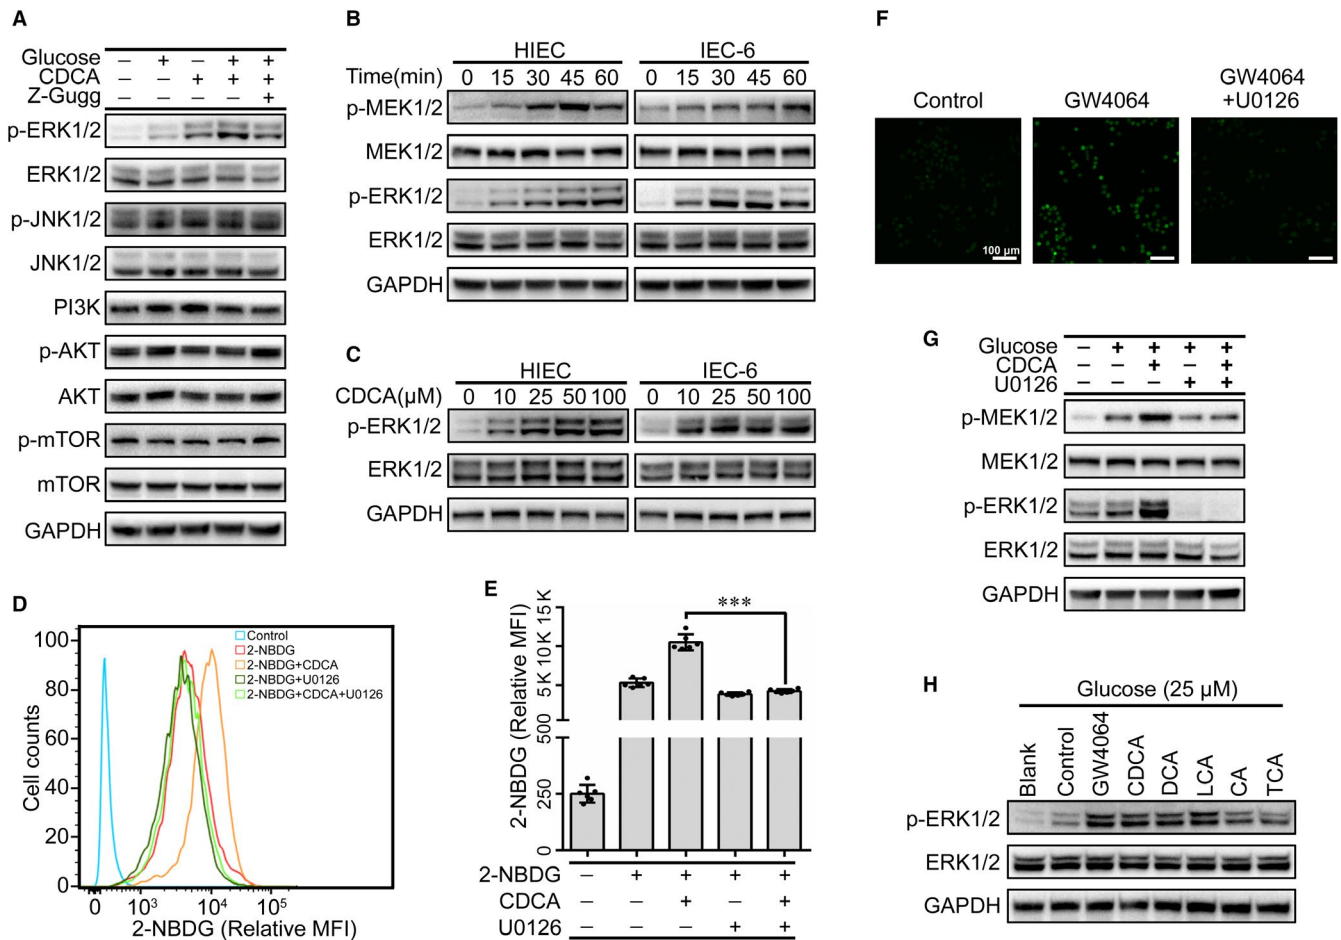 A
Glucose – + – + +
CDCA – – + + +
Z-Gugg – – – – +
p-ERK1/2
ERK1/2
p-JNK1/2
JNK1/2
PI3K
p-AKT
AKT
p-mTOR
mTOR
GAPDH
B
HIEC IEC-6
Time(min) 0 15 30 45 60 0 15 30 45 60
p-MEK1/2
MEK1/2
p-ERK1/2
ERK1/2
GAPDH
C
HIEC IEC-6
CDCA(µM) 0 10 25 50 100 0 10 25 50 100
p-ERK1/2
ERK1/2
GAPDH
D
Cell counts
100
80
60
40
20
0
0 10³ 10⁴ 10⁵
2-NBDG (Relative MFI)
Control
2-NBDG
2-NBDG+CDCA
2-NBDG+U0126
2-NBDG+CDCA+U0126
E
2-NBDG (Relative MFI)
15 K
10 K
5 K
500
500
250
0
***
2-NBDG – + + + +
CDCA – – + – +
U0126 – – – + +
F
Control
GW4064
GW4064
+U0126
100 µm
G
Glucose – + + + +
CDCA – – + – +
U0126 – – – + +
p-MEK1/2
MEK1/2
p-ERK1/2
ERK1/2
GAPDH
H
Glucose (25 µM)
Blank Control GW4064 CDCA DCA LCA CA TCA
p-ERK1/2
ERK1/2
GAPDH